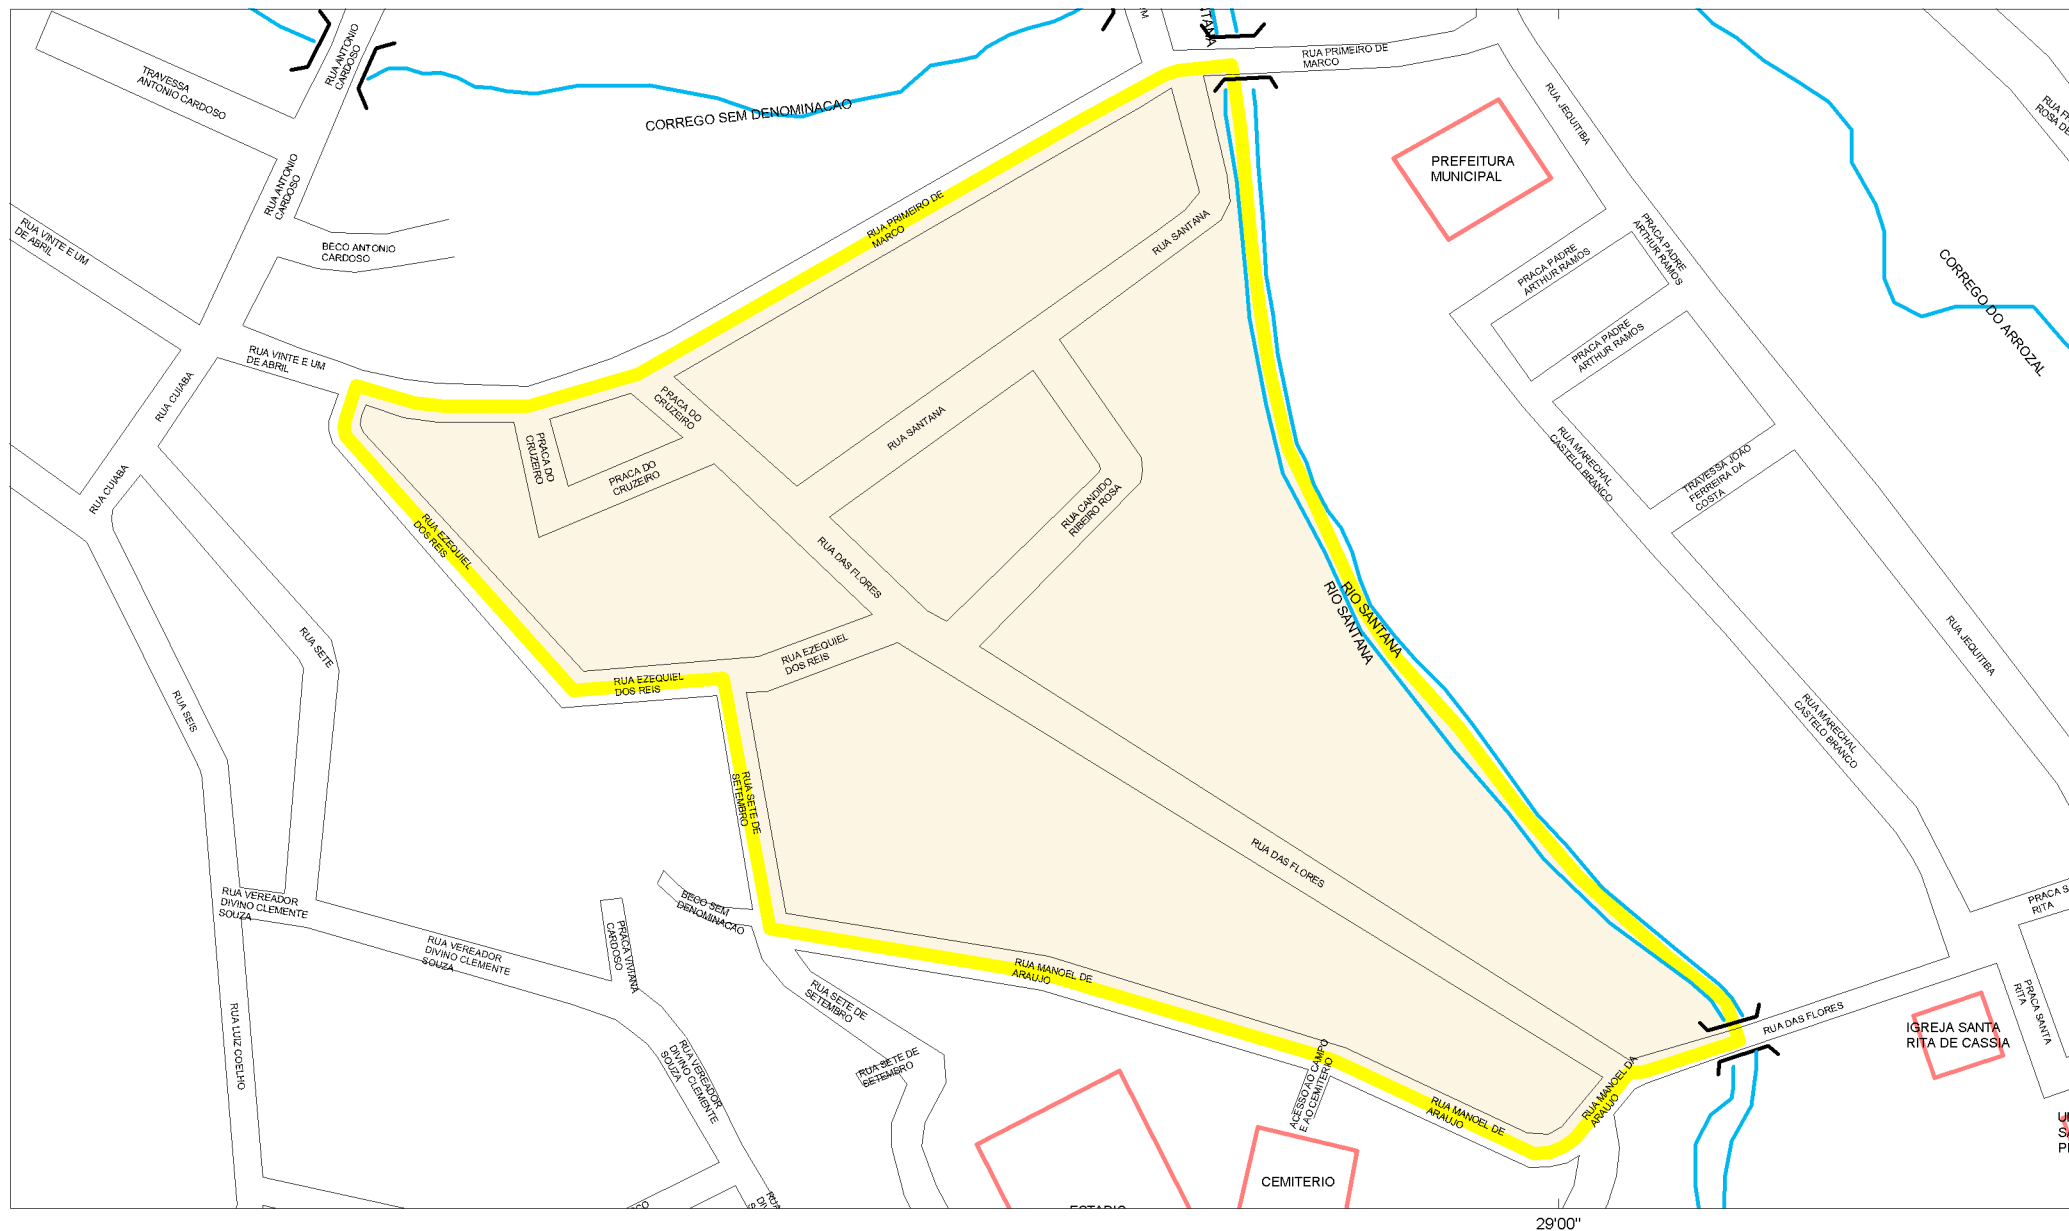 RUA ANTONIO
CARDOSO
TRAVESSA
ANTONIO CARDOSO
CORREGO SEM DENOMINACAO
RUA PRIMEIRO DE
MARCO
RUA JEQUITIBA
PREFEITURA
MUNICIPAL
RUA ANTONIO
CARDOSO
RUA VINTE E UM
DE ABRIL
BECO ANTONIO
CARDOSO
RUA PRIMEIRO DE
MARCO
RUA SANTANA
PRACA PADRE
ARTHUR RAMOS
PRACA PADRE
ARTHUR RAMOS
CORREGO DO ARROZAL
RUA VINTE E UM
DE ABRIL
PRACA PADRE
ARTHUR RAMOS
RUA CUIABA
PRACA DO
CRUZEIRO
RUA SANTANA
PRACA DO
CRUZEIRO
PRACA DO
CRUZEIRO
RUA MARECHAL
CASTELO BRANCO
TRAVESSA JOAO
FERREIRA DA
COSTA
RUA CUIABA
RUA EZEQUIEL
DOS REIS
RUA CANDIDO
RIBEIRO ROSA
RUA DAS FLORES
RIO SANTANA
RIO SANTANA
RUA SETE
RUA EZEQUIEL
DOS REIS
RUA JEQUITIBA
RUA EZEQUIEL
DOS REIS
RUA SEIS
RUA MARECHAL
CASTELO BRANCO
RUA SETE DE
SETEMBRO
RUA DAS FLORES
RUA VEREADOR
DIVINO CLEMENTE
SOUZA
BECO SEM
DENOMINACAO
PRACA S
RITA
RUA VEREADOR
DIVINO CLEMENTE
SOUZA
PRACA VIVIANA
CARDOSO
RUA MANOEL DE
ARAUJO
RUA SETE DE
SETEMBRO
PRACA SANTA
RITA
RUA DAS FLORES
IGREJA SANTA
RITA DE CASSIA
RUA LUIZ COELHO
RUA VEREADOR
DIVINO CLEMENTE
SOUZA
RUA SETE DE
SETEMBRO
ACESSO AO CAMPO
E AO CEMITERIO
RUA MANOEL DA
ARAUJO
RUA MANOEL DE
ARAUJO
CEMITERIO
29'00"